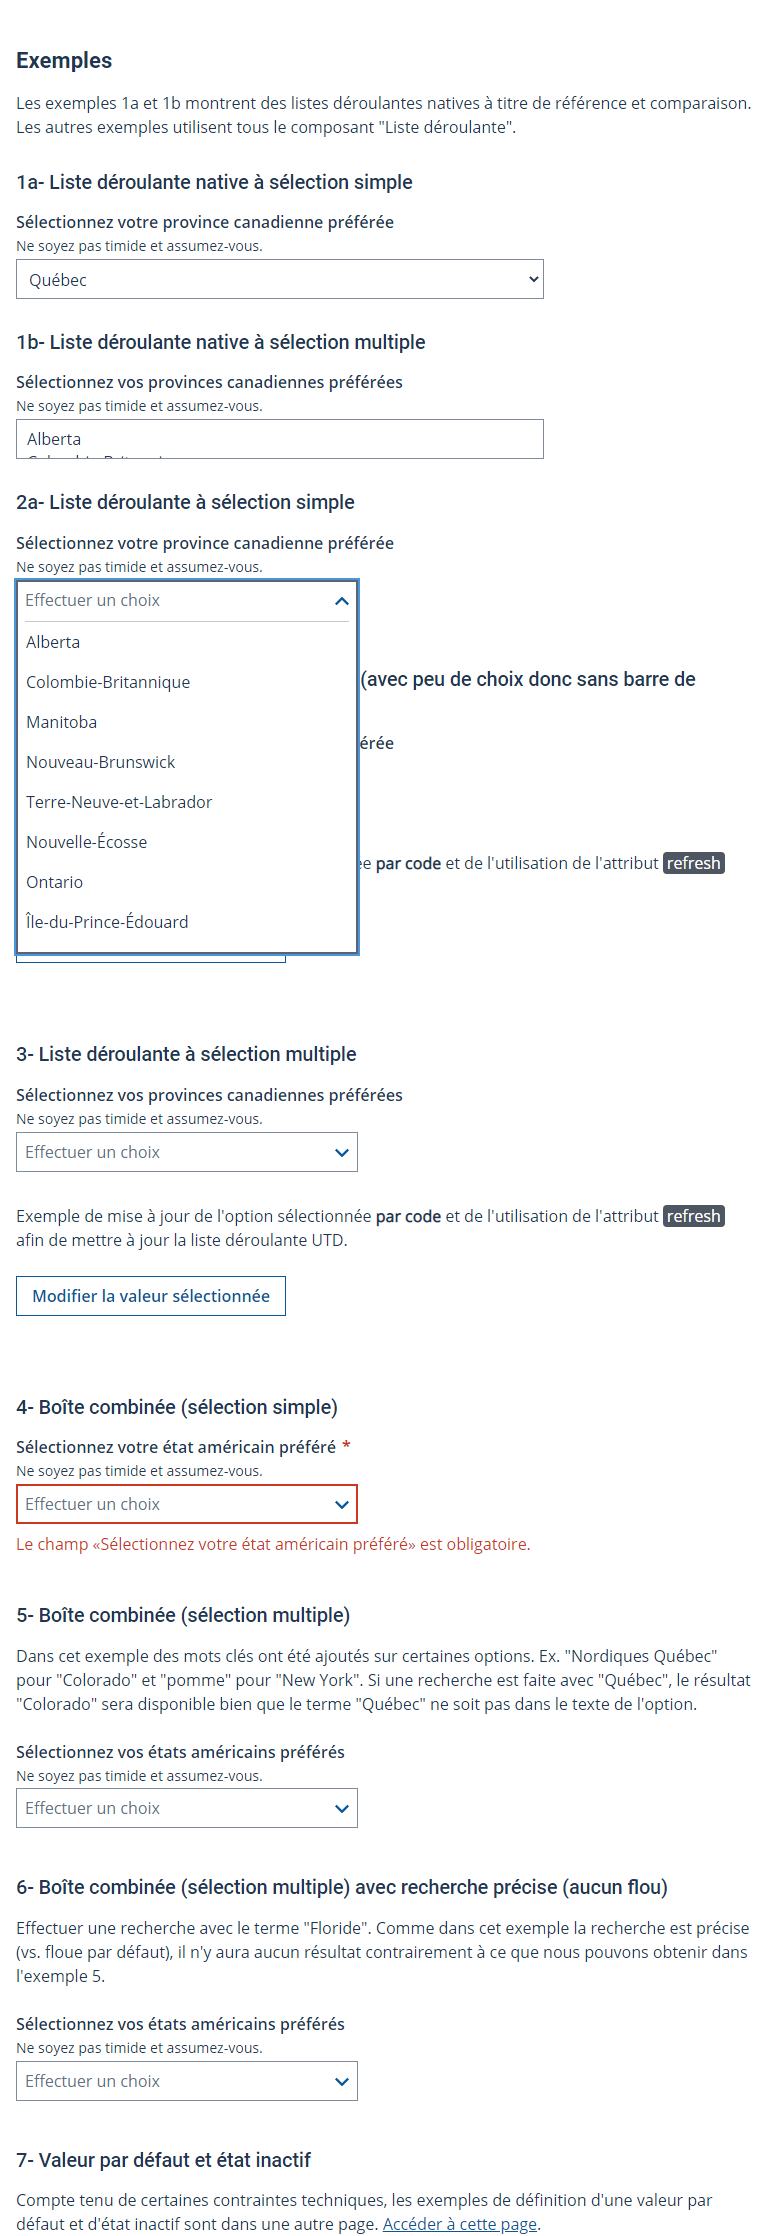 Exemples
Les exemples 1a et 1b montrent des listes déroulantes natives à titre de référence et comparaison.
Les autres exemples utilisent tous le composant "Liste déroulante".
1a- Liste déroulante native à sélection simple
Sélectionnez votre province canadienne préférée
Ne soyez pas timide et assumez-vous.
Québec
1b- Liste déroulante native à sélection multiple
Sélectionnez vos provinces canadiennes préférées
Ne soyez pas timide et assumez-vous.
Alberta
2a- Liste déroulante à sélection simple
Sélectionnez votre province canadienne préférée
Ne soyez pas timide et assumez-vous.
Effectuer un choix
Alberta
Colombie-Britannique
(avec peu de choix donc sans barre de
Manitoba
érée
Nouveau-Brunswick
Terre-Neuve-et-Labrador
Nouvelle-Écosse
par code et de l'utilisation de l'attribut refresh
Ontario
Île-du-Prince-Édouard
3- Liste déroulante à sélection multiple
Sélectionnez vos provinces canadiennes préférées
Ne soyez pas timide et assumez-vous.
Effectuer un choix
Exemple de mise à jour de l'option sélectionnée par code et de l'utilisation de l'attribut refresh
afin de mettre à jour la liste déroulante UTD.
Modifier la valeur sélectionnée
4- Boîte combinée (sélection simple)
Sélectionnez votre état américain préféré *
Ne soyez pas timide et assumez-vous.
Effectuer un choix
Le champ «Sélectionnez votre état américain préféré» est obligatoire.
5- Boîte combinée (sélection multiple)
Dans cet exemple des mots clés ont été ajoutés sur certaines options. Ex. "Nordiques Québec"
pour "Colorado" et "pomme" pour "New York". Si une recherche est faite avec "Québec", le résultat
"Colorado" sera disponible bien que le terme "Québec" ne soit pas dans le texte de l'option.
Sélectionnez vos états américains préférés
Ne soyez pas timide et assumez-vous.
Effectuer un choix
6- Boîte combinée (sélection multiple) avec recherche précise (aucun flou)
Effectuer une recherche avec le terme "Floride". Comme dans cet exemple la recherche est précise
(vs. floue par défaut), il n'y aura aucun résultat contrairement à ce que nous pouvons obtenir dans
l'exemple 5.
Sélectionnez vos états américains préférés
Ne soyez pas timide et assumez-vous.
Effectuer un choix
7- Valeur par défaut et état inactif
Compte tenu de certaines contraintes techniques, les exemples de définition d'une valeur par
défaut et d'état inactif sont dans une autre page. Accéder à cette page.